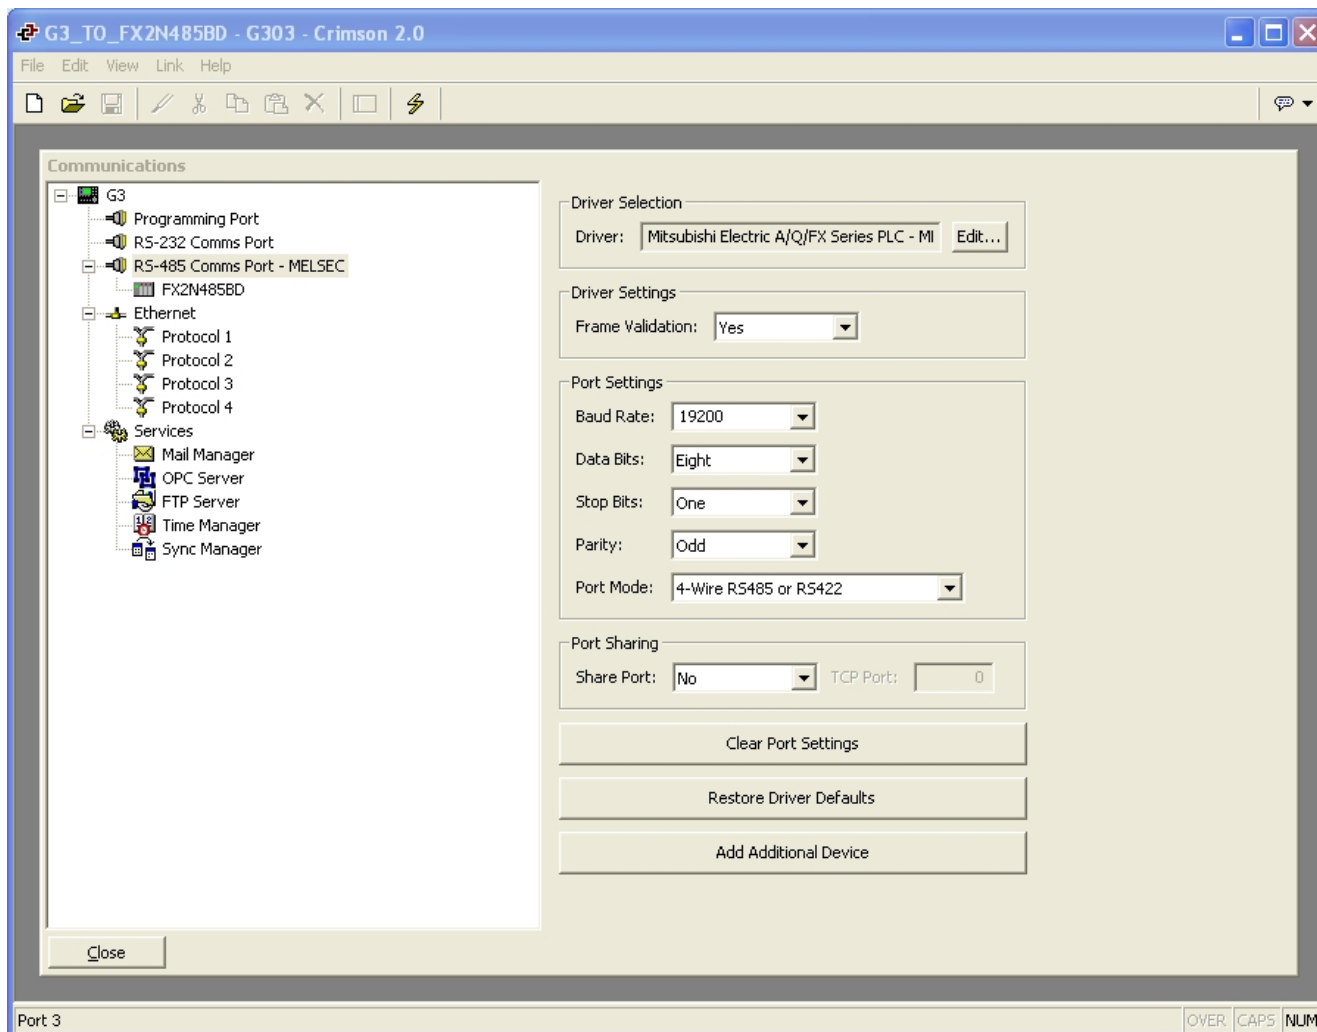 G3_TO_FX2N485BD - G303 - Crimson 2.0
File Edit View Link Help
Communications
G3
Programming Port
RS-232 Comms Port
RS-485 Comms Port - MELSEC
FX2N485BD
Ethernet
Protocol 1
Protocol 2
Protocol 3
Protocol 4
Services
Mail Manager
OPC Server
FTP Server
Time Manager
Sync Manager
Close
Driver Selection
Driver: Mitsubishi Electric A/Q/FX Series PLC - MI Edit...
Driver Settings
Frame Validation: Yes
Port Settings
Baud Rate: 19200
Data Bits: Eight
Stop Bits: One
Parity: Odd
Port Mode: 4-Wire RS485 or RS422
Port Sharing
Share Port: No TCP Port: 0
Clear Port Settings
Restore Driver Defaults
Add Additional Device
Port 3 OVER CAPS NUM